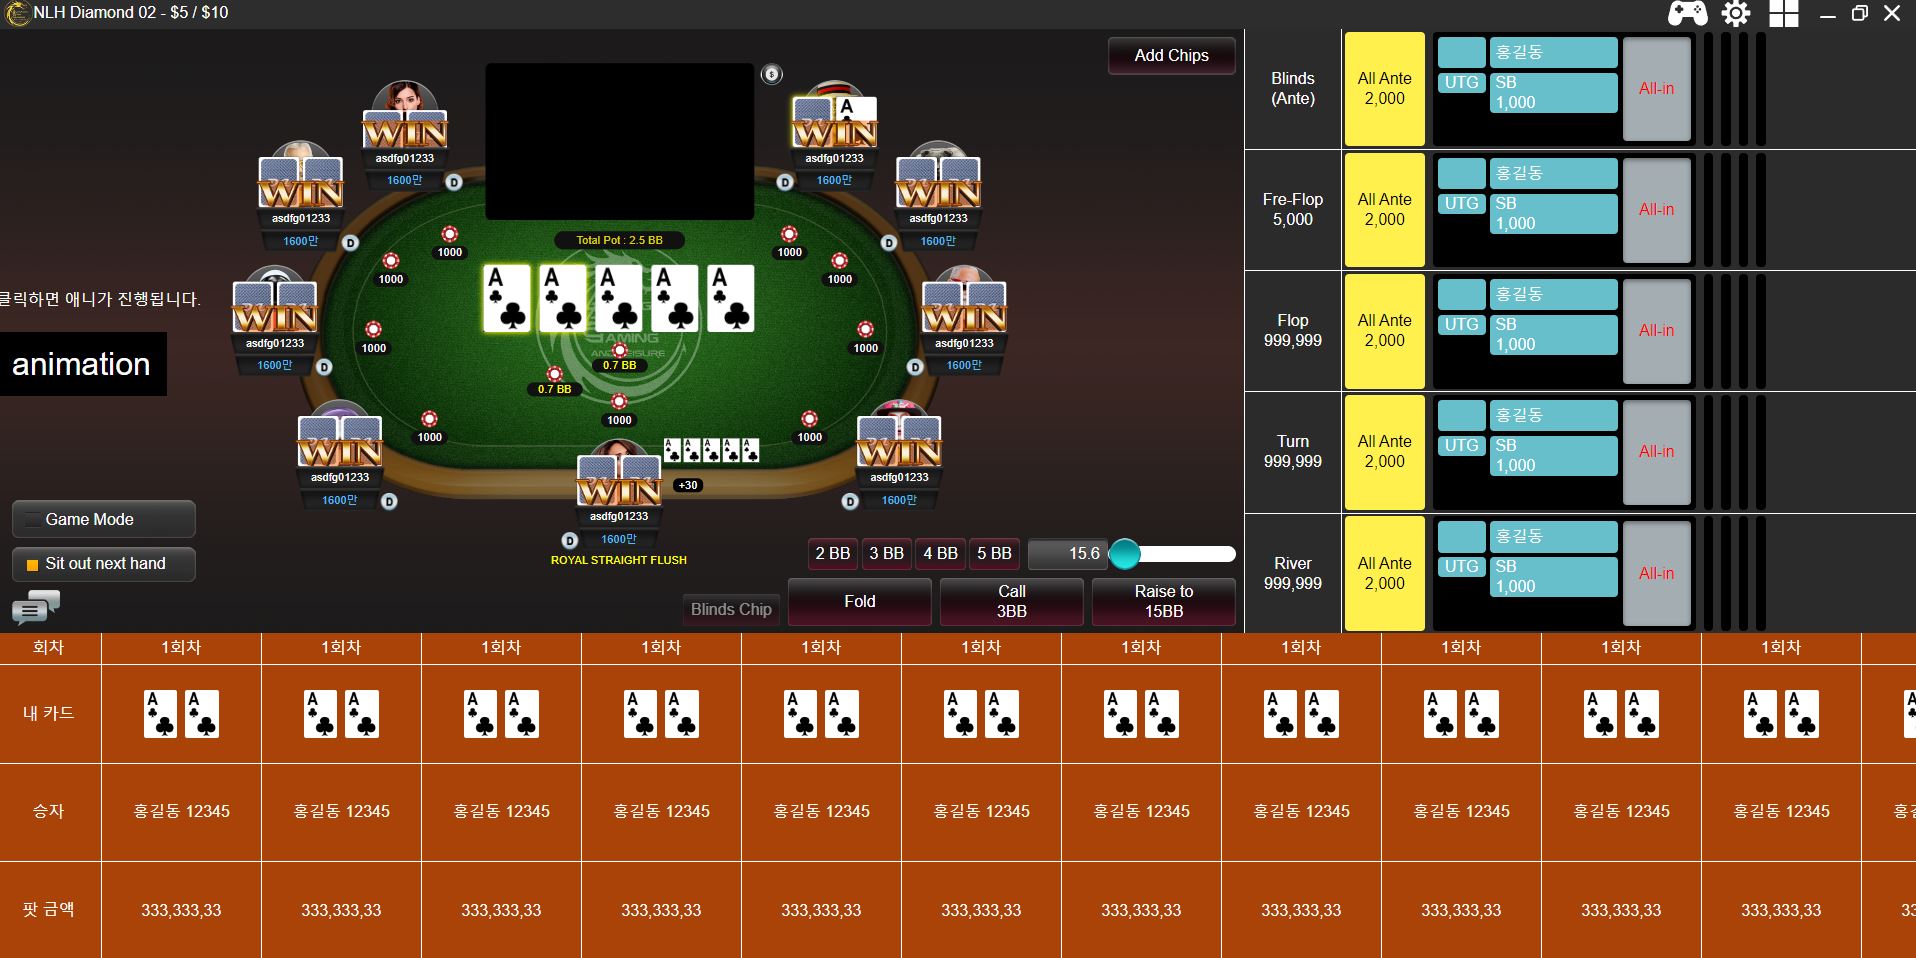 NLH Diamond 02 - $5 / $10
Add Chips
asdfg01233
1600만
D
WIN
asdfg01233
1600만
D
WIN
A
asdfg01233
1600만
D
WIN
asdfg01233
1600만
D
WIN
asdfg01233
1600만
D
WIN
asdfg01233
1600만
D
WIN
asdfg01233
1600만
D
WIN
asdfg01233
1600만
D
WIN
asdfg01233
1600만
D
WIN
Total Pot : 2.5 BB
1000
1000
1000
1000
1000
1000
1000
1000
1000
A A A A A
GAMING
AND LEISURE
0.7 BB
0.7 BB
A A A A A
+30
ROYAL STRAIGHT FLUSH
클릭하면 애니가 진행됩니다.
animation
Game Mode
Sit out next hand
2 BB
3 BB
4 BB
5 BB
15.6
Blinds Chip
Fold
Call
3BB
Raise to
15BB
Blinds
(Ante)
All Ante
2,000
홍길동
UTG
SB
1,000
All-in
Fre-Flop
5,000
All Ante
2,000
홍길동
UTG
SB
1,000
All-in
Flop
999,999
All Ante
2,000
홍길동
UTG
SB
1,000
All-in
Turn
999,999
All Ante
2,000
홍길동
UTG
SB
1,000
All-in
River
999,999
All Ante
2,000
홍길동
UTG
SB
1,000
All-in
회차 1회차 1회차 1회차 1회차 1회차 1회차 1회차 1회차 1회차 1회차 1회차
내 카드 A A A A A A A A A A A A A A A A A A A A A A A
승자 홍길동 12345 홍길동 12345 홍길동 12345 홍길동 12345 홍길동 12345 홍길동 12345 홍길동 12345 홍길동 12345 홍길동 12345 홍길동 12345 홍길동 12345 홍길
팟 금액 333,333,33 333,333,33 333,333,33 333,333,33 333,333,33 333,333,33 333,333,33 333,333,33 333,333,33 333,333,33 333,333,33 33